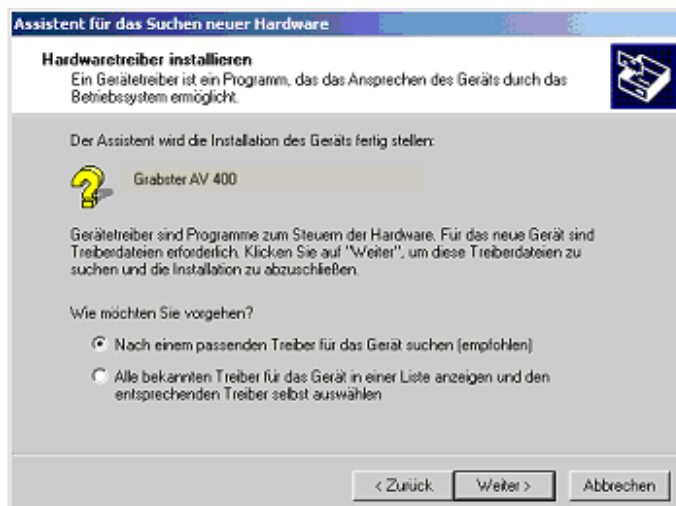 Assistent für das Suchen neuer Hardware
Hardwaretreiber installieren
Ein Gerätetreiber ist ein Programm, das das Ansprechen des Geräts durch das
Betriebssystem ermöglicht.
Der Assistent wird die Installation des Geräts fertig stellen:
Grabster AV 400
Gerätetreiber sind Programme zum Steuern der Hardware. Für das neue Gerät sind
Treiberdateien erforderlich. Klicken Sie auf "Weiter", um diese Treiberdateien zu
suchen und die Installation zu abzuschließen.
Wie möchten Sie vorgehen?
Nach einem passenden Treiber für das Gerät suchen (empfohlen)
Alle bekannten Treiber für das Gerät in einer Liste anzeigen und den
entsprechenden Treiber selbst auswählen
< Zurück Weiter > Abbrechen